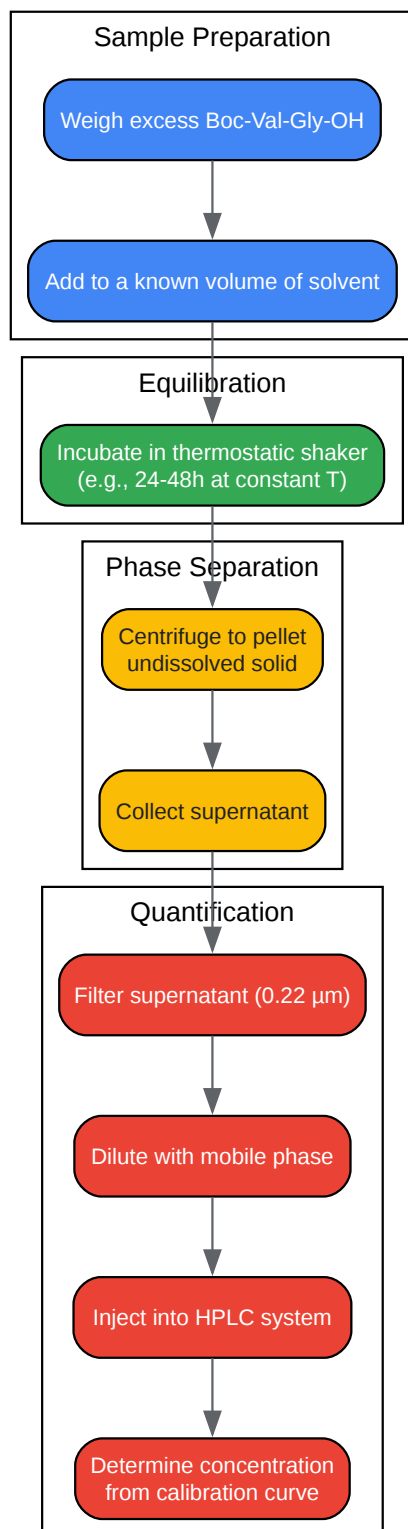 Sample Preparation
Weigh excess Boc-Val-Gly-OH
Add to a known volume of solvent
Equilibration
Incubate in thermostatic shaker
(e.g., 24-48h at constant T)
Phase Separation
Centrifuge to pellet
undissolved solid
Collect supernatant
Quantification
Filter supernatant (0.22 µm)
Dilute with mobile phase
Inject into HPLC system
Determine concentration
from calibration curve